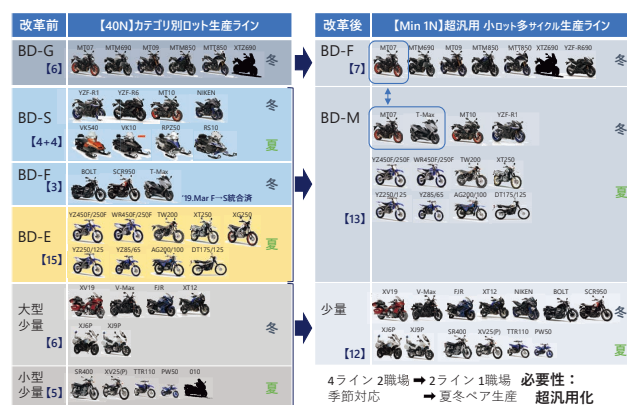 改革前 【40N】カテゴリ別ロット生産ライン
BD-G
【6】
MT07 MTM690 MT09 MTM850 MTT850 XTZ690
冬
BD-S
【4+4】
YZF-R1 YZF-R6 MT10 NIKEN
冬
VK540 VK10 RPZ50 RS10
夏
BD-F
【3】
BOLT SCR950 T-Max
'19.Mar F→S統合済
BD-E
【15】
YZ450F/250F WR450F/250F TW200 XT250 XG250
YZ250/125 YZ85/65 AG200/100 DT175/125
夏
大型
少量
【6】
XV19 V-Max FJR XT12
XJ6P XJ9P
冬
小型
少量【5】
SR400 XV25(P) TTR110 PW50 010
夏
改革後 【Min 1N】超汎用 小ロット多サイクル生産ライン
BD-F
【7】
MT07 MTM690 MT09 MTM850 MTT850 XTZ690 YZF-R690
冬
BD-M
【13】
MT07 T-Max MT10 YZF-R1
冬
YZ450F/250F WR450F/250F TW200 XT250
YZ250/125 YZ85/65 AG200/100 DT175/125
夏
少量
【12】
XV19 V-Max FJR XT12 NIKEN BOLT SCR950
冬
XJ6P XJ9P SR400 XV25(P) TTR110 PW50
夏
4ライン 2職場 ➡ 2ライン 1職場 必要性：
季節対応 ➡ 夏冬ペア生産 超汎用化